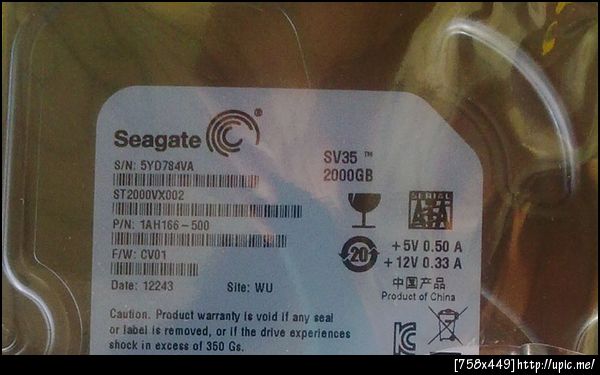 Seagate ®
S/N: 5YD784VA
ST2000VX002
P/N: 1AH166-500
F/W: CV01
Date: 12243 Site: WU
SV35 ™
2000GB
SERIAL
ATA
20
+5V 0.50 A
+12V 0.33 A
中国产品
Product of China
Caution. Product warranty is void if any seal
or label is removed, or if the drive experiences
shock in excess of 350 Gs.
[758x449]http://upic.me/